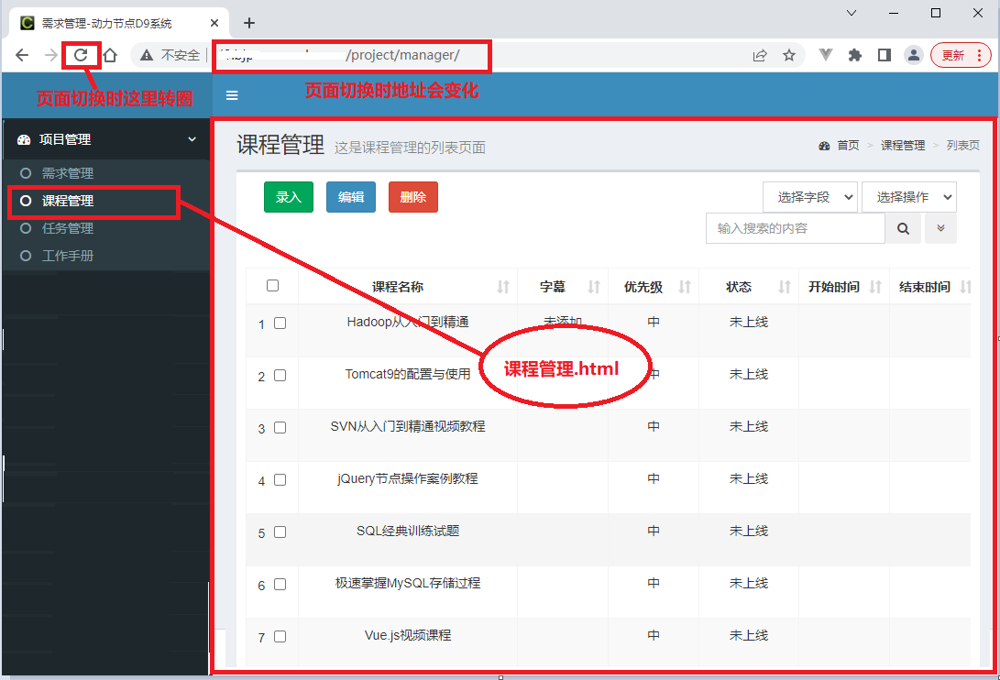 需求管理-动力节点D9系统
不安全
/project/manager/
更新
页面切换时这里转圈
页面切换时地址会变化
项目管理
需求管理
课程管理
任务管理
工作手册
课程管理 这是课程管理的列表页面
首页 > 课程管理 > 列表页
录入 编辑 删除
选择字段 选择操作
输入搜索的内容
课程名称 字幕 优先级 状态 开始时间 结束时间
1 Hadoop从入门到精通 未添加 中 未上线
2 Tomcat9的配置与使用 中 未上线
课程管理.html
3 SVN从入门到精通视频教程 中 未上线
4 jQuery节点操作案例教程 中 未上线
5 SQL经典训练试题 中 未上线
6 极速掌握MySQL存储过程 中 未上线
7 Vue.js视频课程 中 未上线